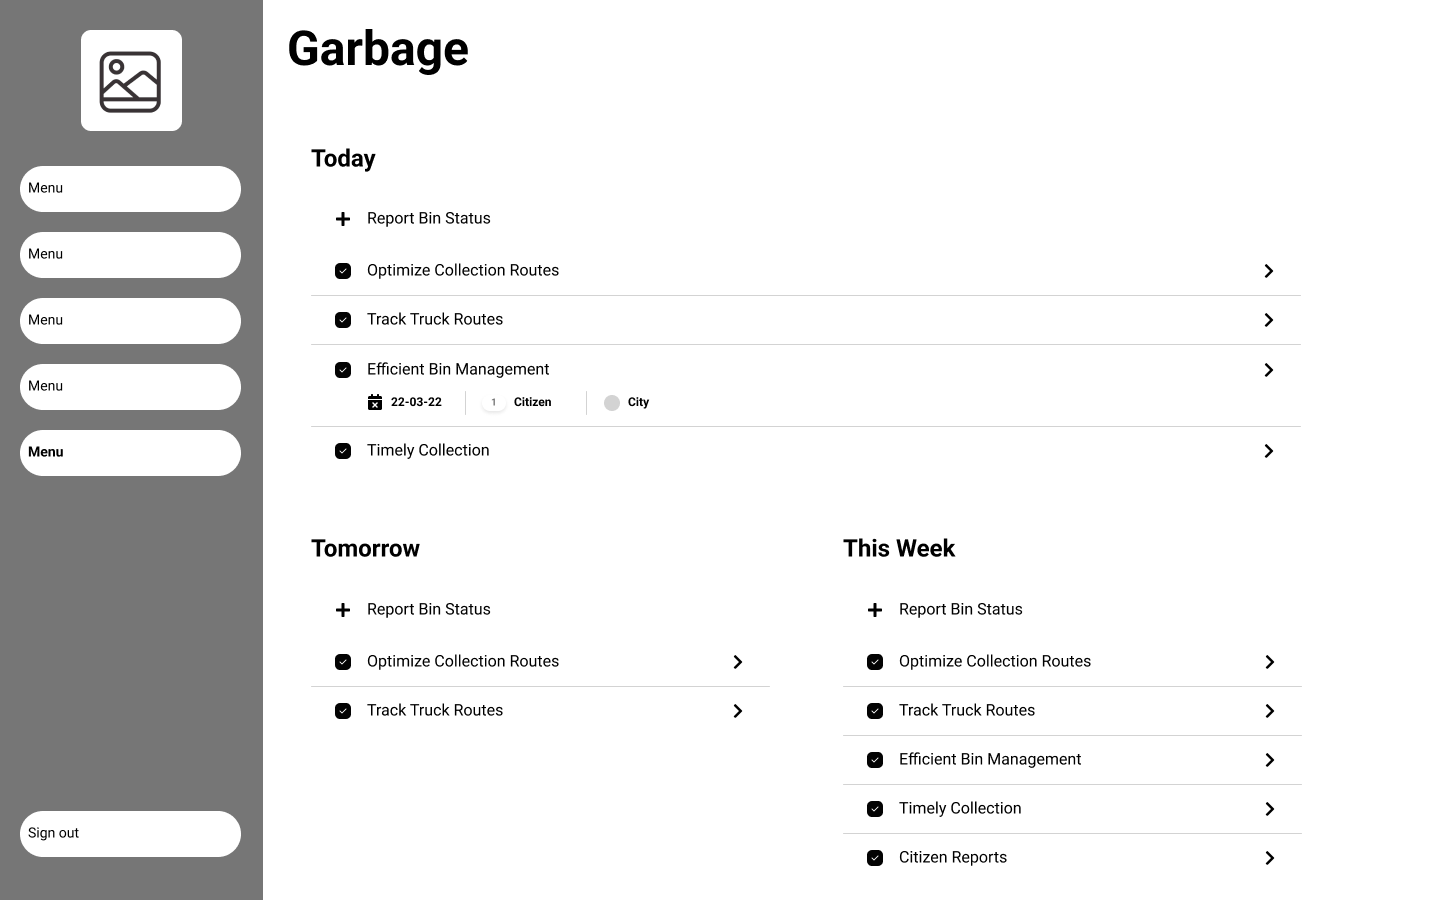 Garbage
Menu
Menu
Menu
Menu
Menu
Sign out
Today
Report Bin Status
Optimize Collection Routes
Track Truck Routes
Efficient Bin Management
22-03-22 1 Citizen City
Timely Collection
Tomorrow
Report Bin Status
Optimize Collection Routes
Track Truck Routes
This Week
Report Bin Status
Optimize Collection Routes
Track Truck Routes
Efficient Bin Management
Timely Collection
Citizen Reports